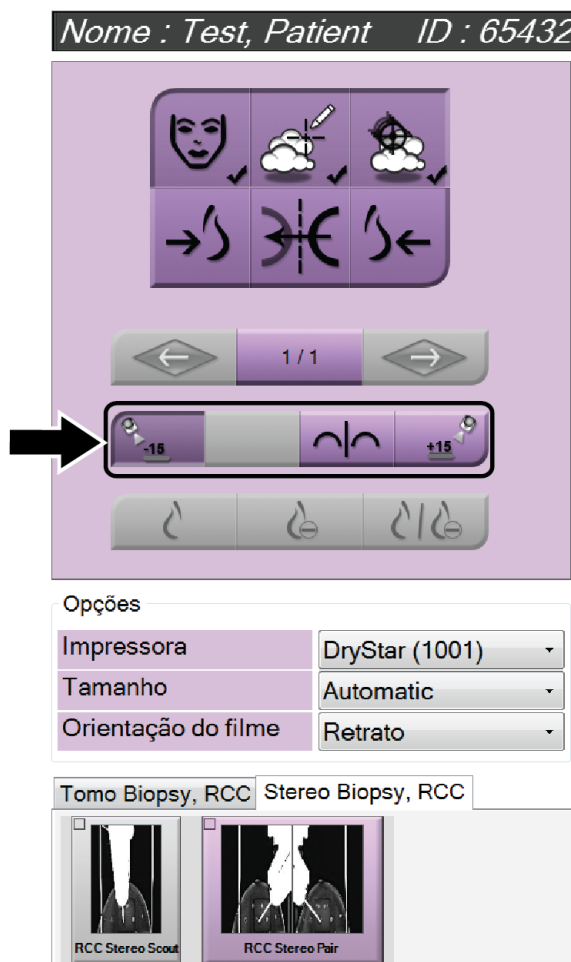 Nome : Test, Patient ID : 65432
1 / 1
-15 +15
Opções
Impressora DryStar (1001)
Tamanho Automatic
Orientação do filme Retrato
Tomo Biopsy, RCC Stereo Biopsy, RCC
RCC Stereo Scout RCC Stereo Pair